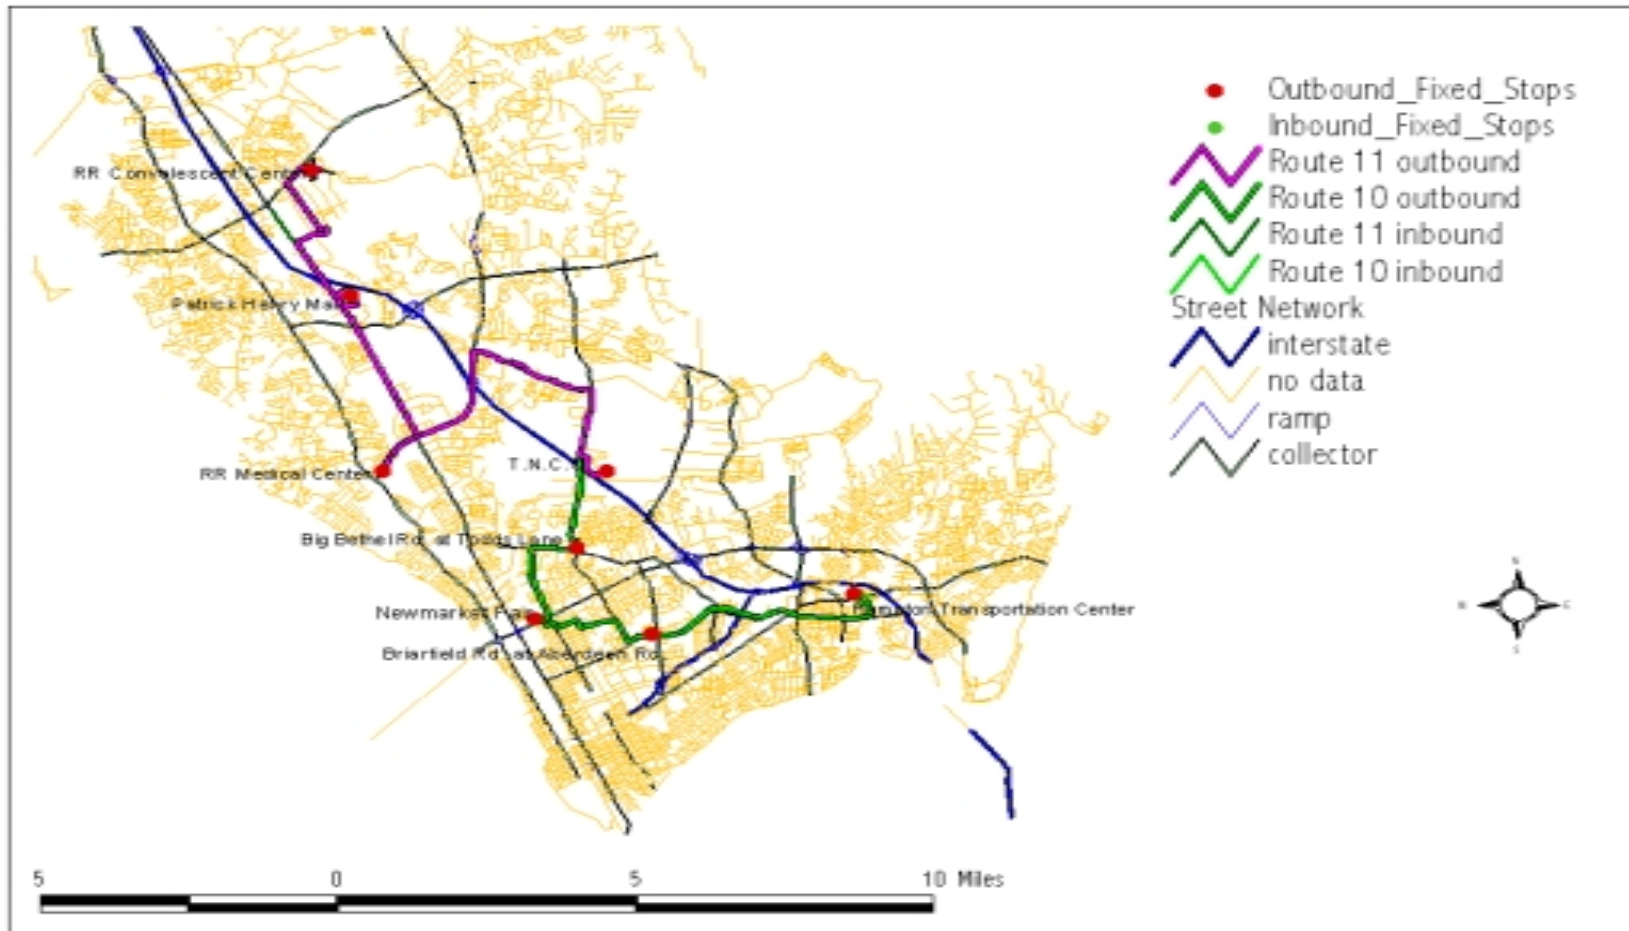 Outbound_Fixed_Stops
Inbound_Fixed_Stops
Route 11 outbound
Route 10 outbound
Route 11 inbound
Route 10 inbound
Street Network
interstate
no data
ramp
collector
RR Convalescent Center
Patrick Henry Mall
RR Medical Center
T.N.C.
Big Bethel Rd. at Todds Lane
Newmarket Fair
Hampton Transportation Center
Briarfield Rd. at Aberdeen Rd.
5 0 5 10 Miles